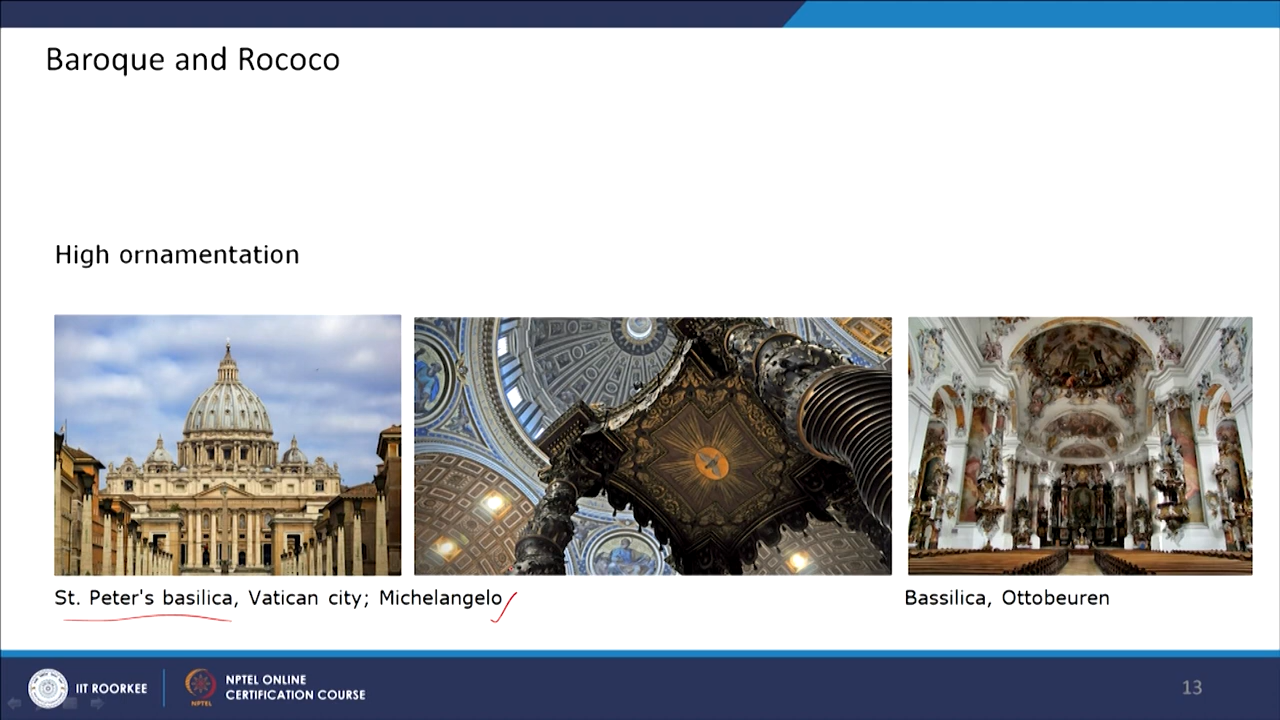 Baroque and Rococo
High ornamentation
St. Peter's basilica, Vatican city; Michelangelo
Bassilica, Ottobeuren
IIT ROORKEE
NPTEL
NPTEL ONLINE
CERTIFICATION COURSE
13